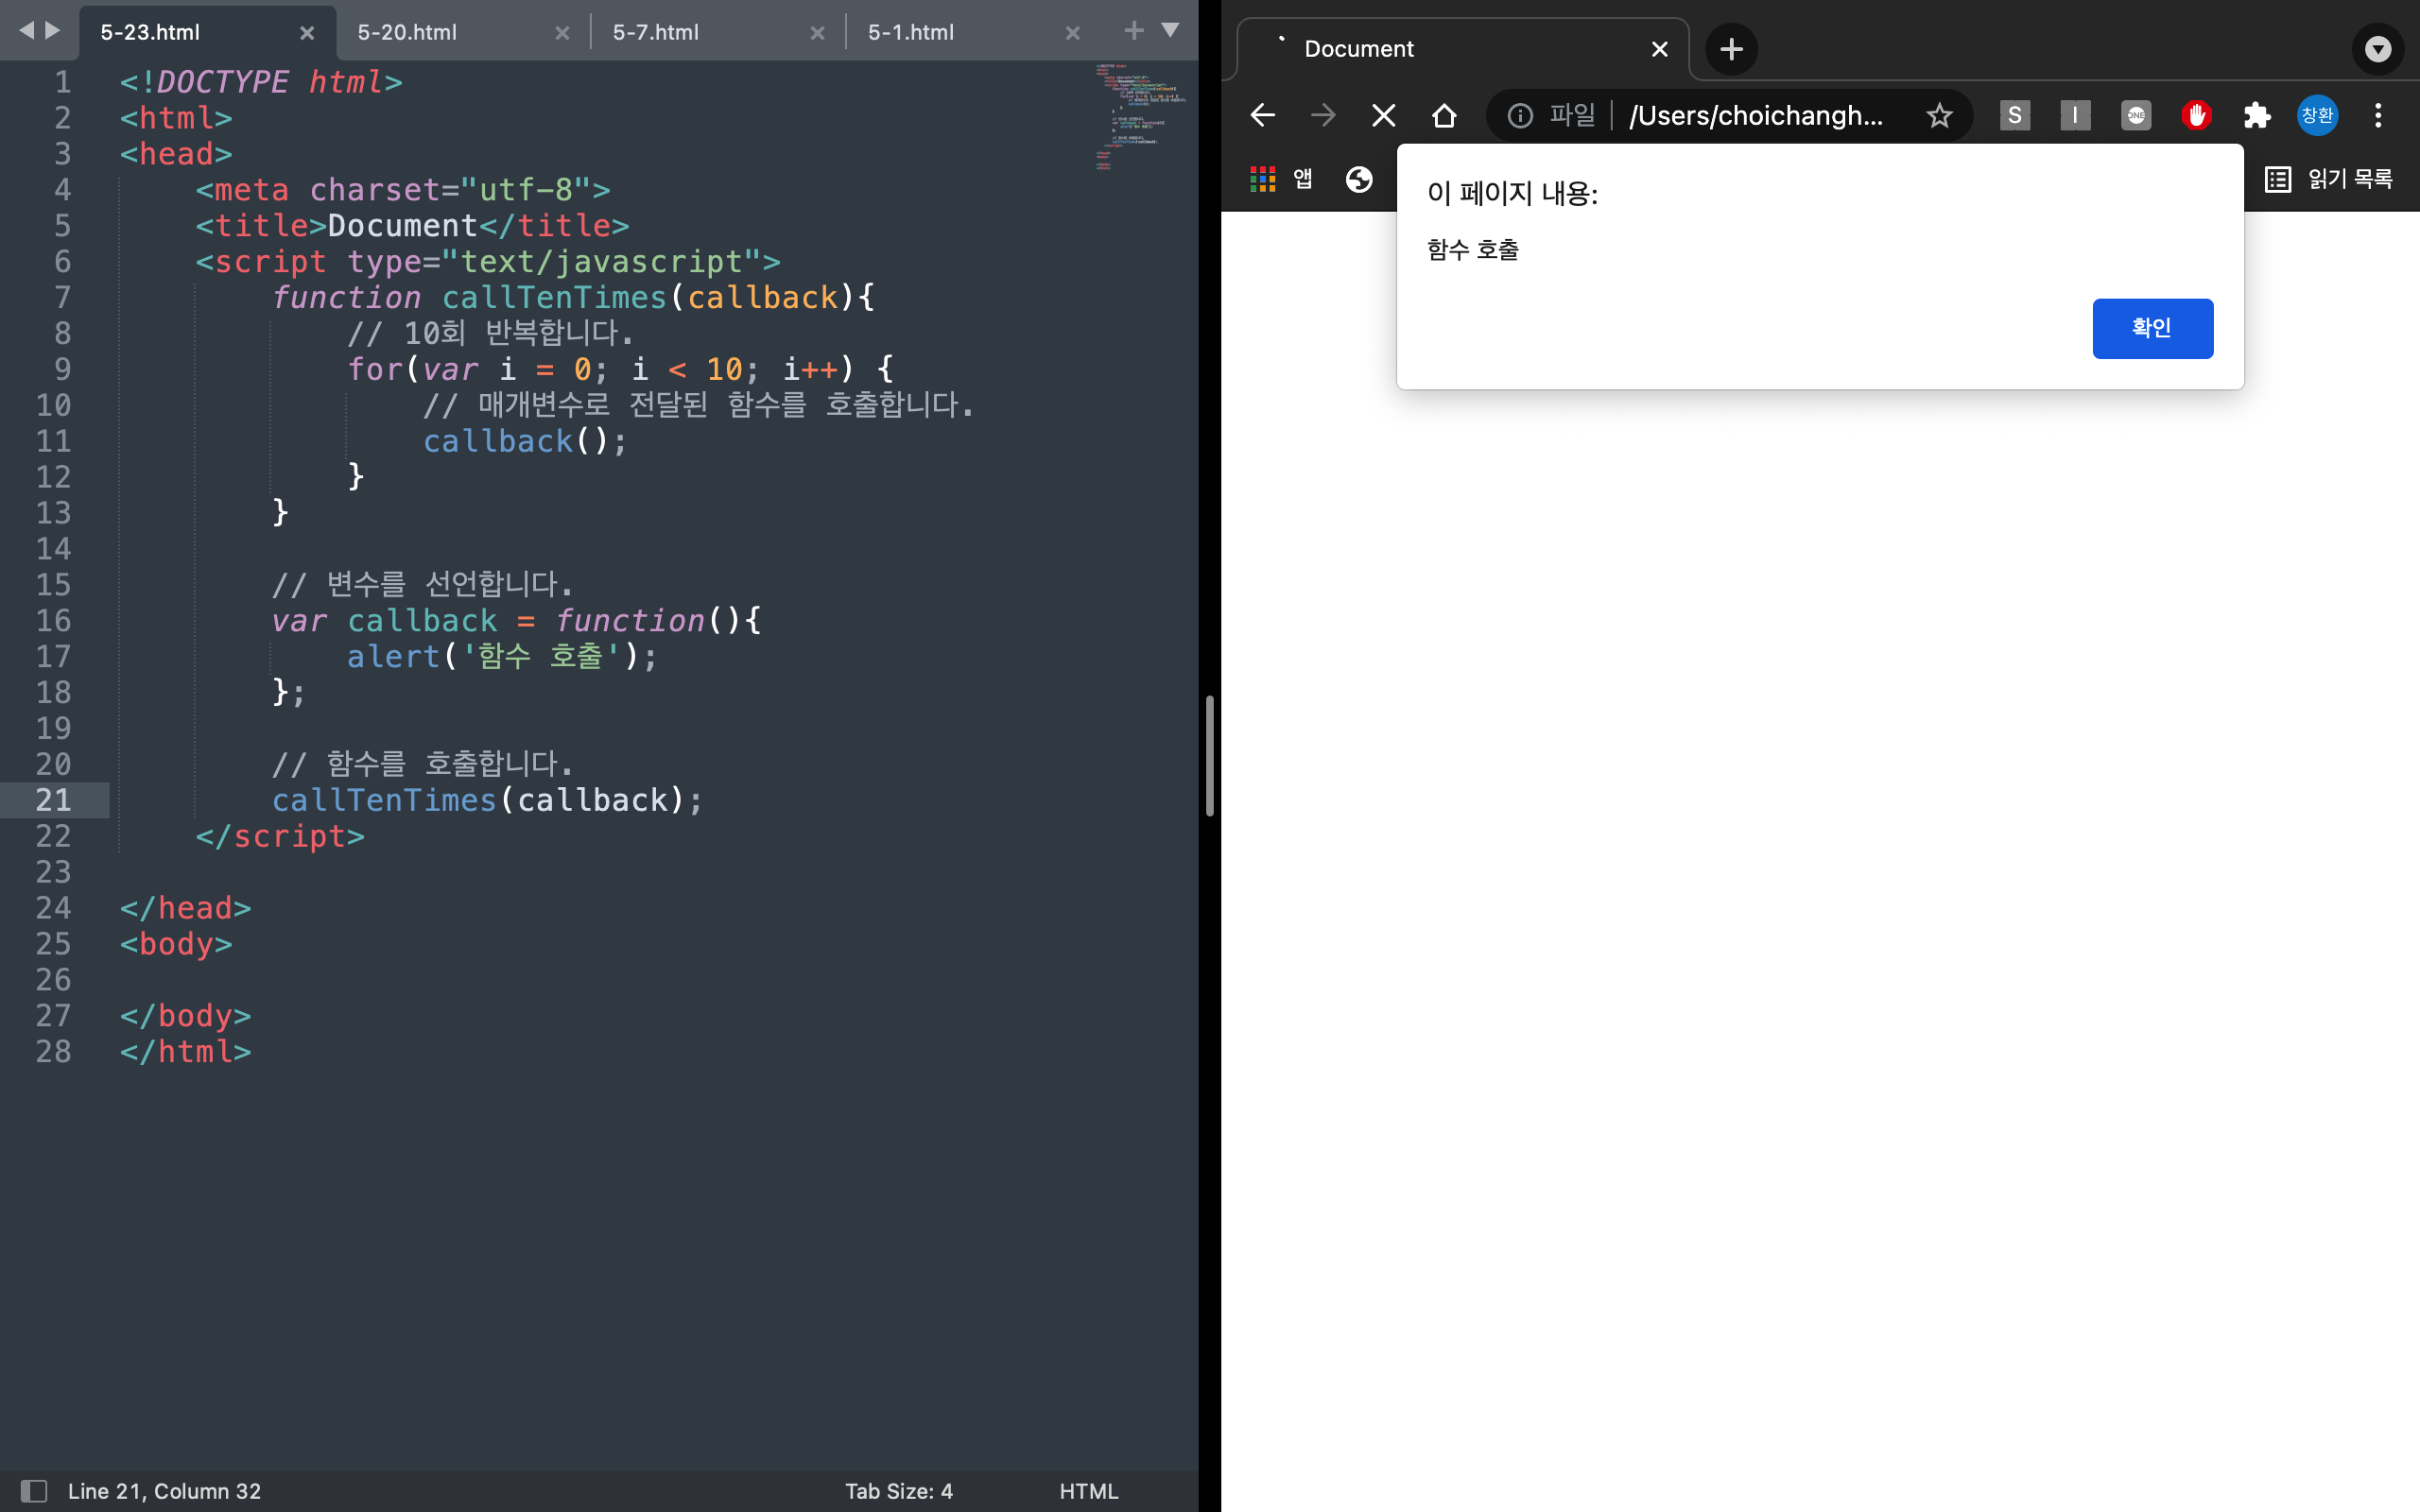 5-23.html
5-20.html
5-7.html
5-1.html
1 <!DOCTYPE html>
2 <html>
3 <head>
4 <meta charset="utf-8">
5 <title>Document</title>
6 <script type="text/javascript">
7 function callTenTimes(callback){
8 // 10회 반복합니다.
9 for(var i = 0; i < 10; i++) {
10 // 매개변수로 전달된 함수를 호출합니다.
11 callback();
12 }
13 }
14
15 // 변수를 선언합니다.
16 var callback = function(){
17 alert('함수 호출');
18 };
19
20 // 함수를 호출합니다.
21 callTenTimes(callback);
22 </script>
23
24 </head>
25 <body>
26
27 </body>
28 </html>
Line 21, Column 32
Tab Size: 4
HTML
Document
파일 /Users/choichangh...
S
I
ONE
창환
앱
읽기 목록
이 페이지 내용:
함수 호출
확인